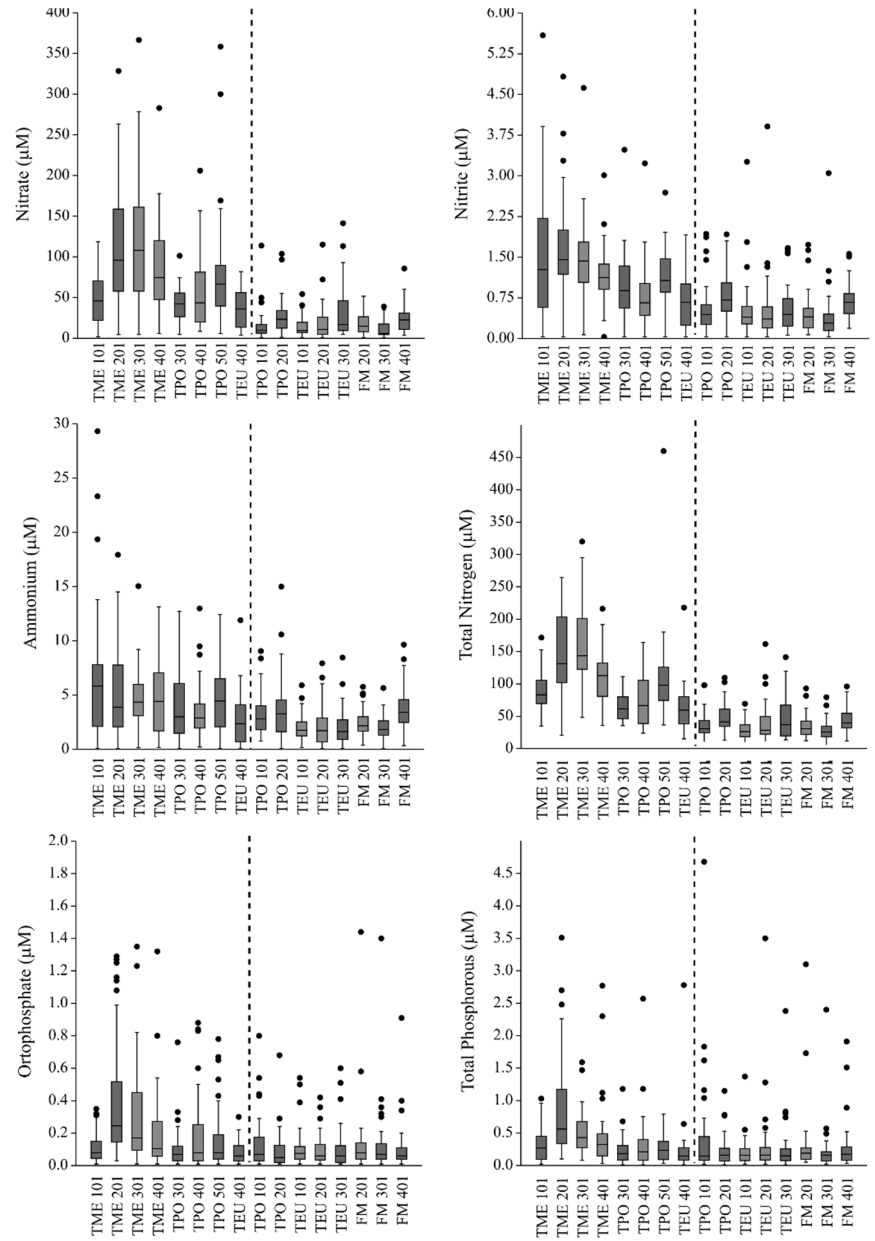 400
350
300
250
200
150
100
50
0
Nitrate (µM)
TME 101
TME 201
TME 301
TME 401
TPO 301
TPO 401
TPO 501
TEU 401
TPO 101
TPO 201
TEU 101
TEU 201
TEU 301
FM 201
FM 301
FM 401
6.00
5.25
4.50
3.75
3.00
2.25
1.50
0.75
0.00
Nitrite (µM)
TME 101
TME 201
TME 301
TME 401
TPO 301
TPO 401
TPO 501
TEU 401
TPO 101
TPO 201
TEU 101
TEU 201
TEU 301
FM 201
FM 301
FM 401
30
25
20
15
10
5
0
Ammonium (µM)
TME 101
TME 201
TME 301
TME 401
TPO 301
TPO 401
TPO 501
TEU 401
TPO 101
TPO 201
TEU 101
TEU 201
TEU 301
FM 201
FM 301
FM 401
450
400
350
300
250
200
150
100
50
0
Total Nitrogen (µM)
TME 101
TME 201
TME 301
TME 401
TPO 301
TPO 401
TPO 501
TEU 401
TPO 101
TPO 201
TEU 101
TEU 201
TEU 301
FM 201
FM 301
FM 401
2.0
1.8
1.6
1.4
1.2
1.0
0.8
0.6
0.4
0.2
0.0
Ortophosphate (µM)
TME 101
TME 201
TME 301
TME 401
TPO 301
TPO 401
TPO 501
TEU 401
TPO 101
TPO 201
TEU 101
TEU 201
TEU 301
FM 201
FM 301
FM 401
4.5
4.0
3.5
3.0
2.5
2.0
1.5
1.0
0.5
0.0
Total Phosphorous (µM)
TME 101
TME 201
TME 301
TME 401
TPO 301
TPO 401
TPO 501
TEU 401
TPO 101
TPO 201
TEU 101
TEU 201
TEU 301
FM 201
FM 301
FM 401